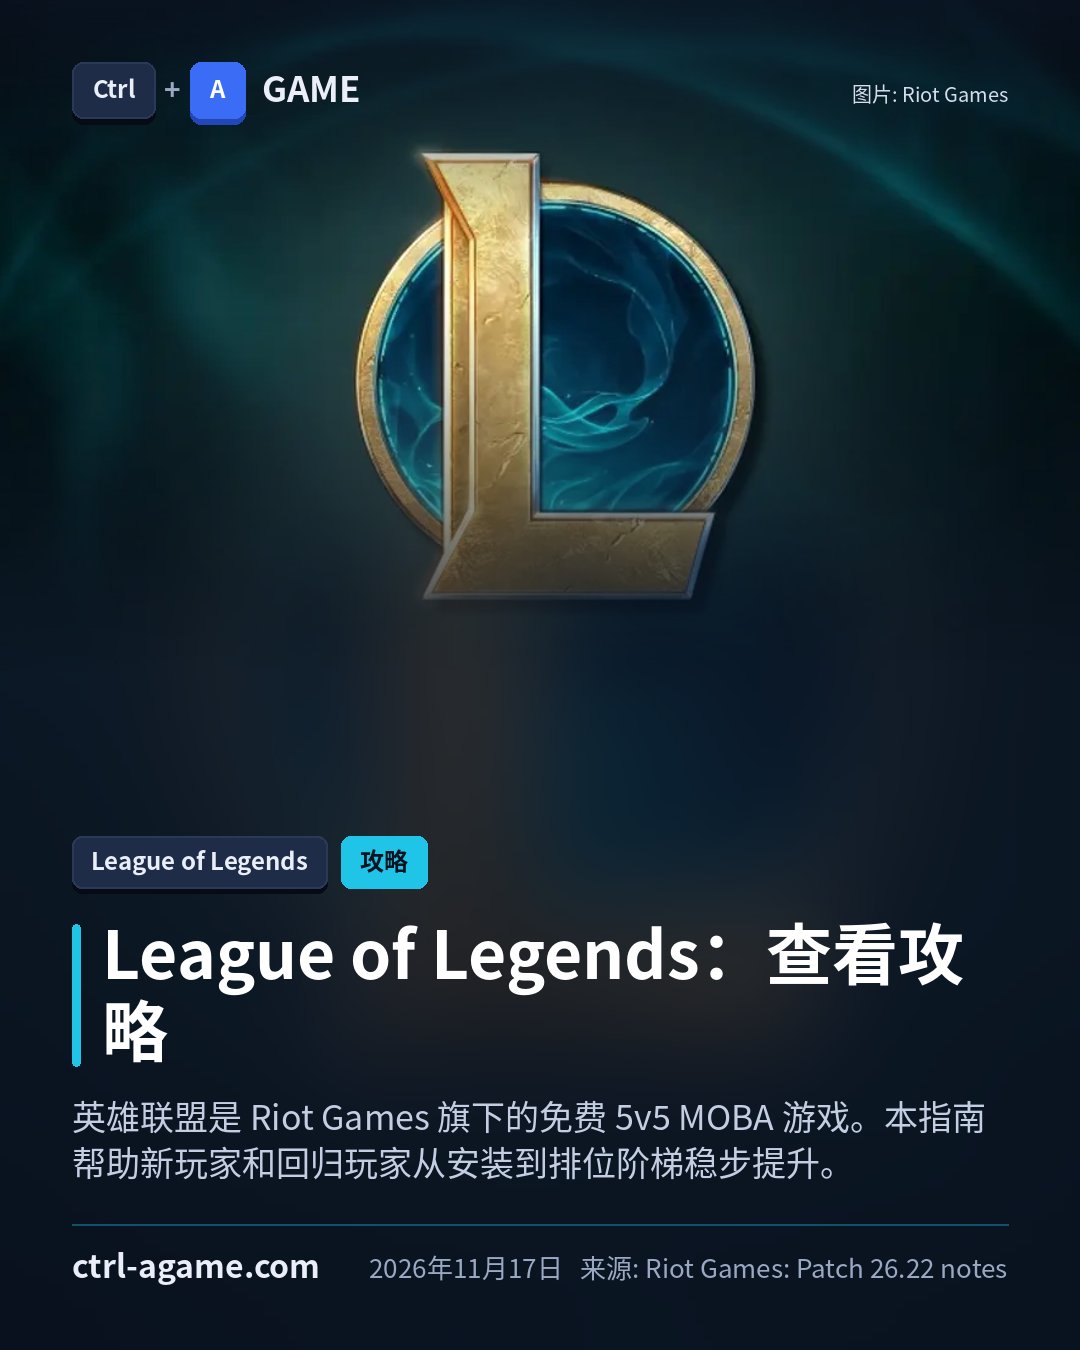 Ctrl + A GAME
图片: Riot Games
League of Legends 攻略
League of Legends：查看攻
略
英雄联盟是 Riot Games 旗下的免费 5v5 MOBA 游戏。本指南
帮助新玩家和回归玩家从安装到排位阶梯稳步提升。
ctrl-agame.com 2026年11月17日 来源: Riot Games: Patch 26.22 notes